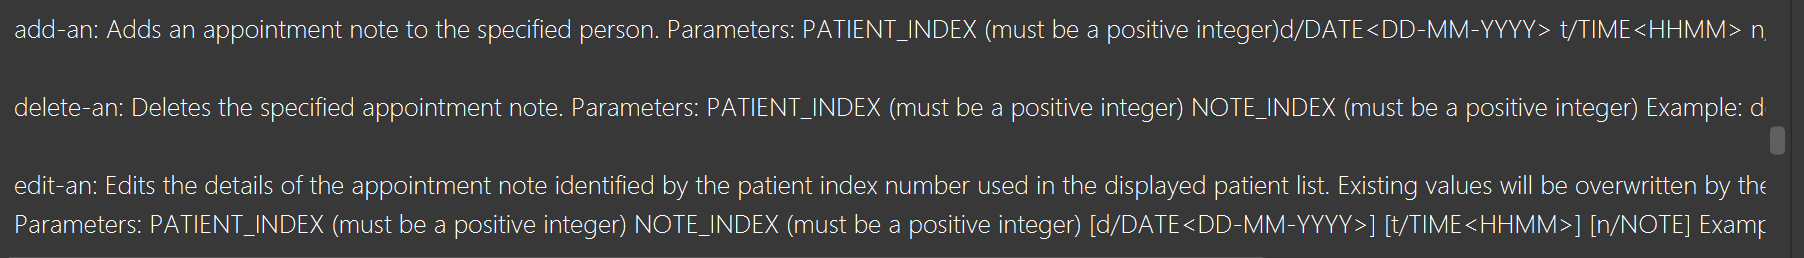 add-an: Adds an appointment note to the specified person. Parameters: PATIENT_INDEX (must be a positive integer)d/DATE<DD-MM-YYYY> t/TIME<HHMM> n
delete-an: Deletes the specified appointment note. Parameters: PATIENT_INDEX (must be a positive integer) NOTE_INDEX (must be a positive integer) Example: d
edit-an: Edits the details of the appointment note identified by the patient index number used in the displayed patient list. Existing values will be overwritten by the
Parameters: PATIENT_INDEX (must be a positive integer) NOTE_INDEX (must be a positive integer) [d/DATE<DD-MM-YYYY>] [t/TIME<HHMM>] [n/NOTE] Examp